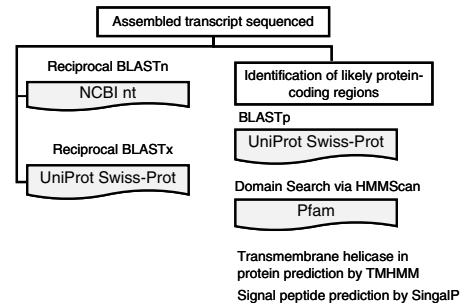 Assembled transcript sequenced
Reciprocal BLASTn
NCBI nt
Reciprocal BLASTx
UniProt Swiss-Prot
Identification of likely protein-
coding regions
BLASTp
UniProt Swiss-Prot
Domain Search via HMMScan
Pfam
Transmembrane helicase in
protein prediction by TMHMM
Signal peptide prediction by SingalP